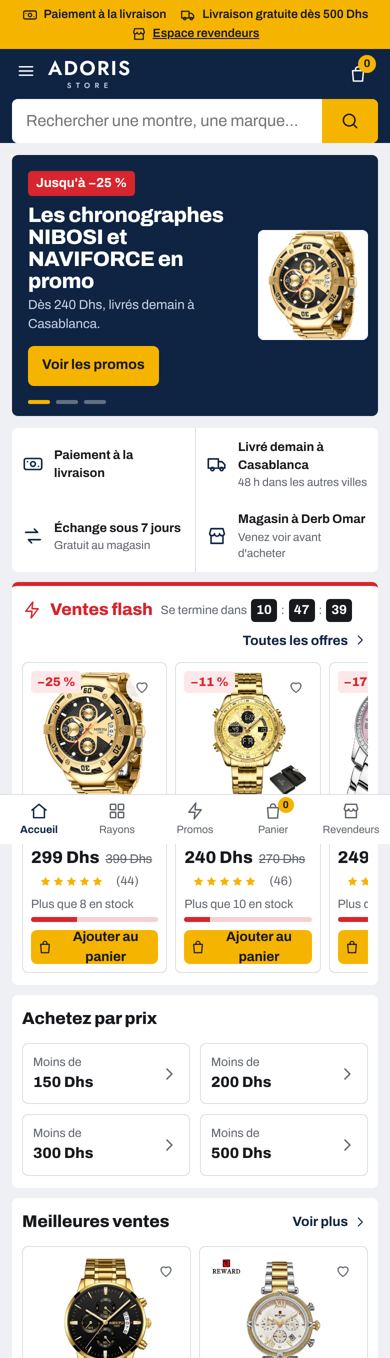 Paiement à la livraison Livraison gratuite dès 500 Dhs
Espace revendeurs
ADORIS
STORE
0
Rechercher une montre, une marque...
Jusqu'à –25 %
Les chronographes
NIBOSI et
NAVIFORCE en
promo
Dès 240 Dhs, livrés demain à
Casablanca.
Voir les promos
Paiement à la
livraison
Livré demain à
Casablanca
48 h dans les autres villes
Échange sous 7 jours
Gratuit au magasin
Magasin à Derb Omar
Venez voir avant
d'acheter
Ventes flash Se termine dans 10 : 47 : 39
Toutes les offres
–25 % –11 % –17
Accueil Rayons Promos Panier 0 Revendeurs
299 Dhs 399 Dhs 240 Dhs 270 Dhs 249
(44) (46)
Plus que 8 en stock Plus que 10 en stock Plus
Ajouter au
panier
Ajouter au
panier
Achetez par prix
Moins de
150 Dhs
Moins de
200 Dhs
Moins de
300 Dhs
Moins de
500 Dhs
Meilleures ventes Voir plus
REWARD